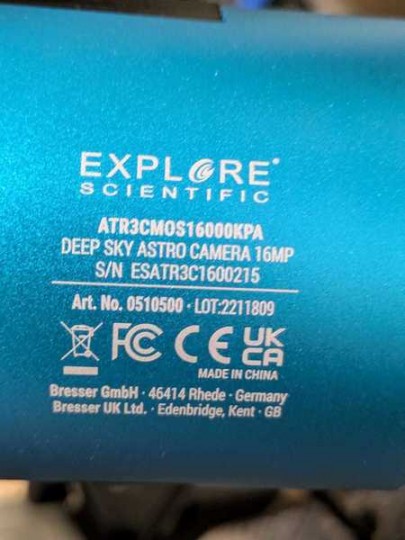 EXPLORE
SCIENTIFIC
ATR3CMOS16000KPA
DEEP SKY ASTRO CAMERA 16MP
S/N ESATR3C1600215
Art. No. 0510500 · LOT:2211809
FC CE UK CA
MADE IN CHINA
Bresser GmbH · 46414 Rhede · Germany
Bresser UK Ltd. · Edenbridge, Kent · GB